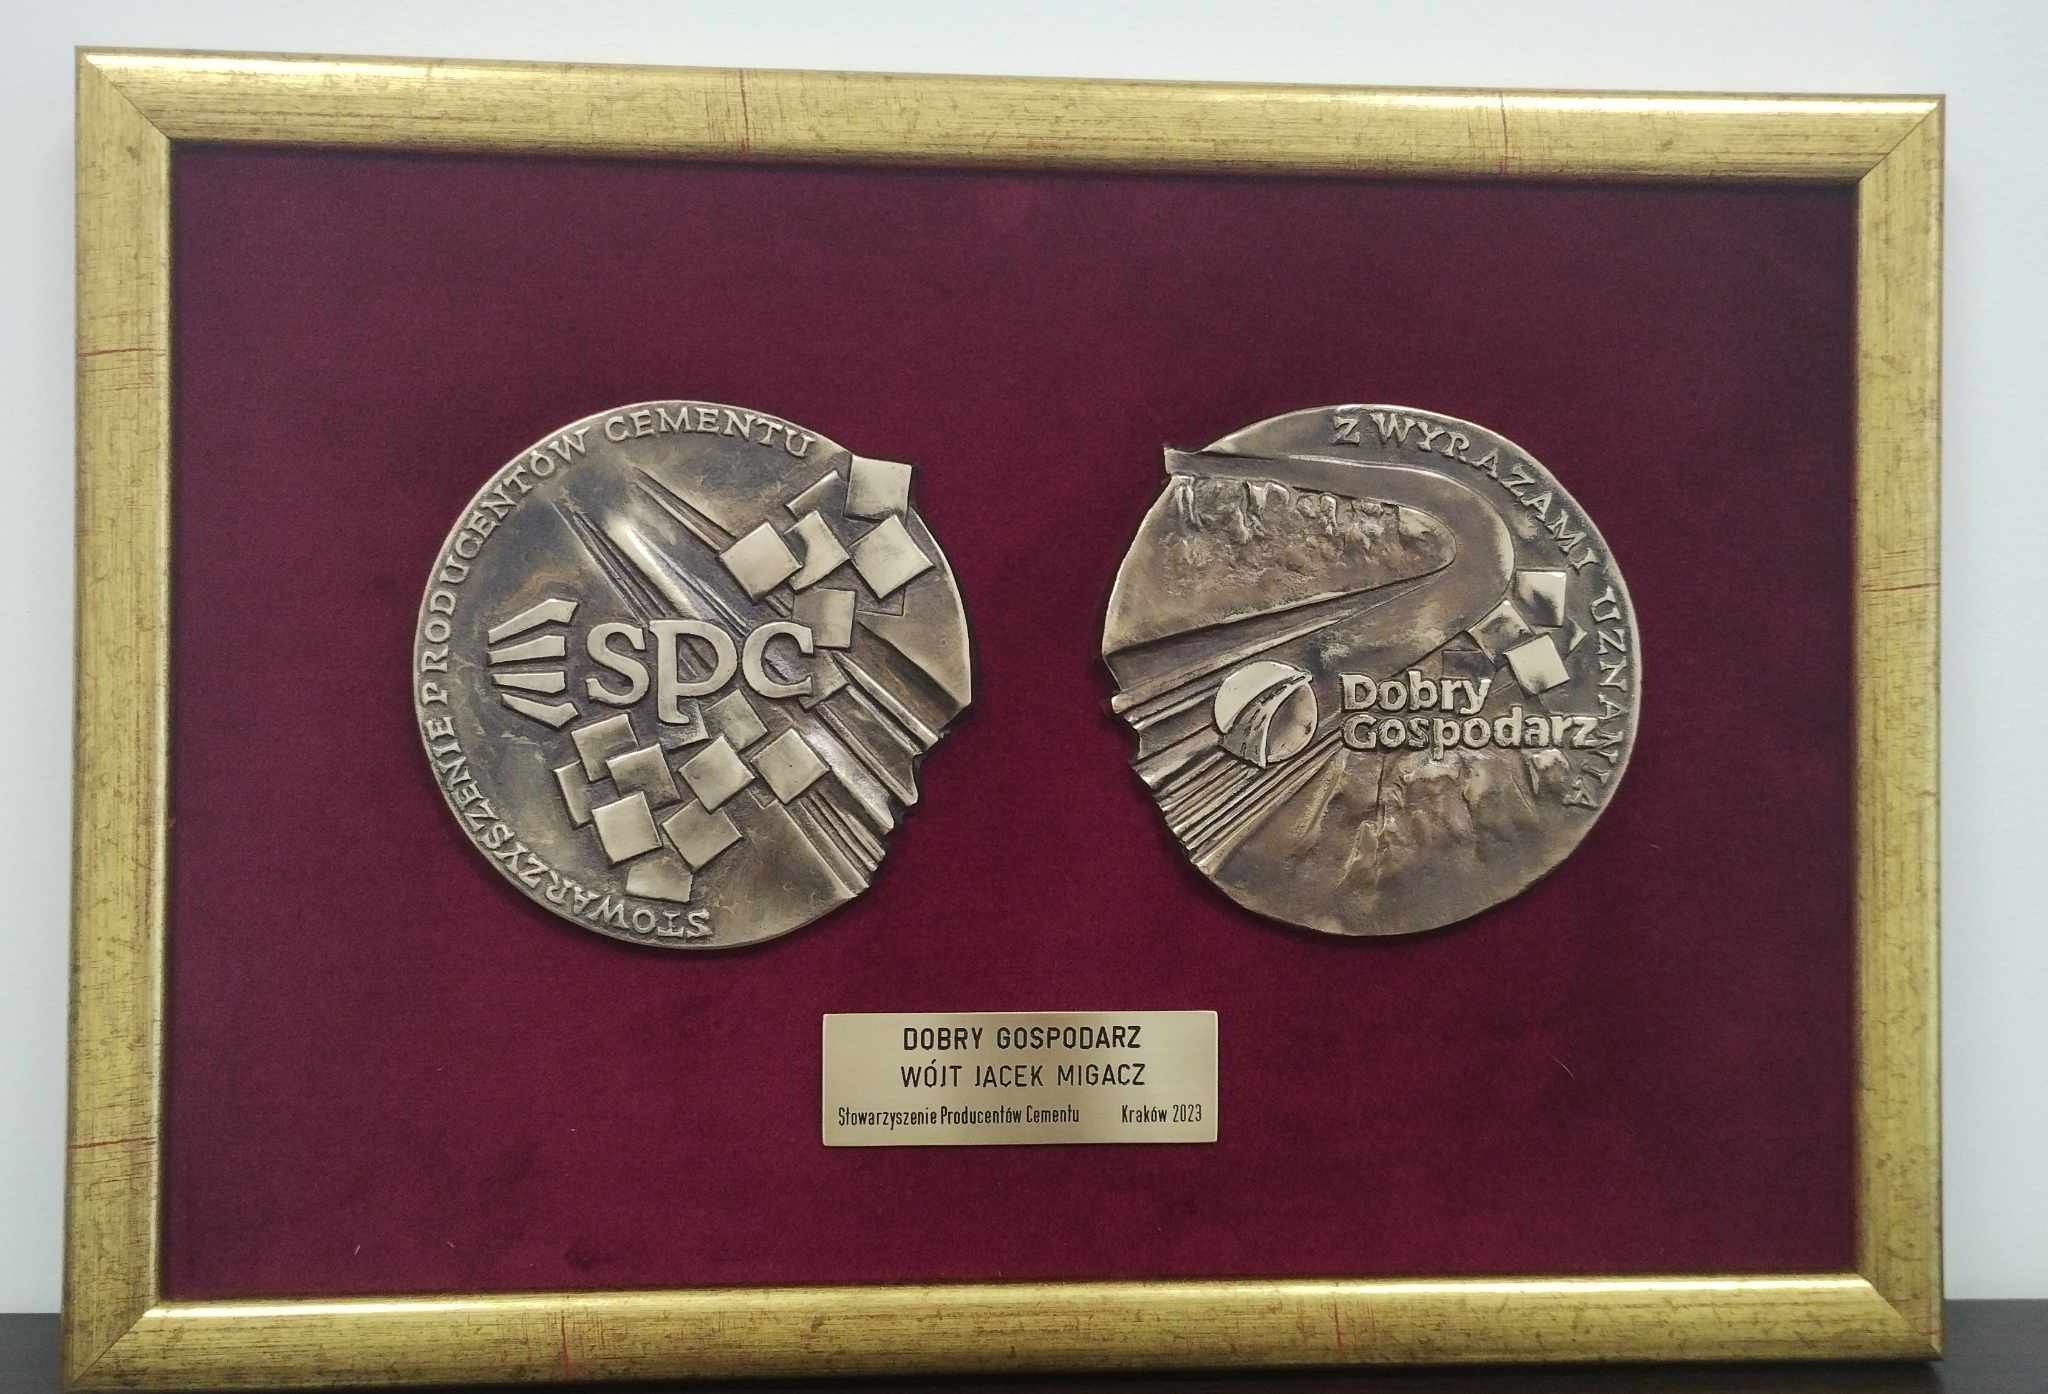 STOWARZYSZENIE PRODUCENTÓW CEMENTU
spc
Z WYRAZAMI UZNANIA
Dobry
Gospodarz
DOBRY GOSPODARZ
WÓJT JACEK MIGACZ
Stowarzyszenie Producentów Cementu Kraków 2023